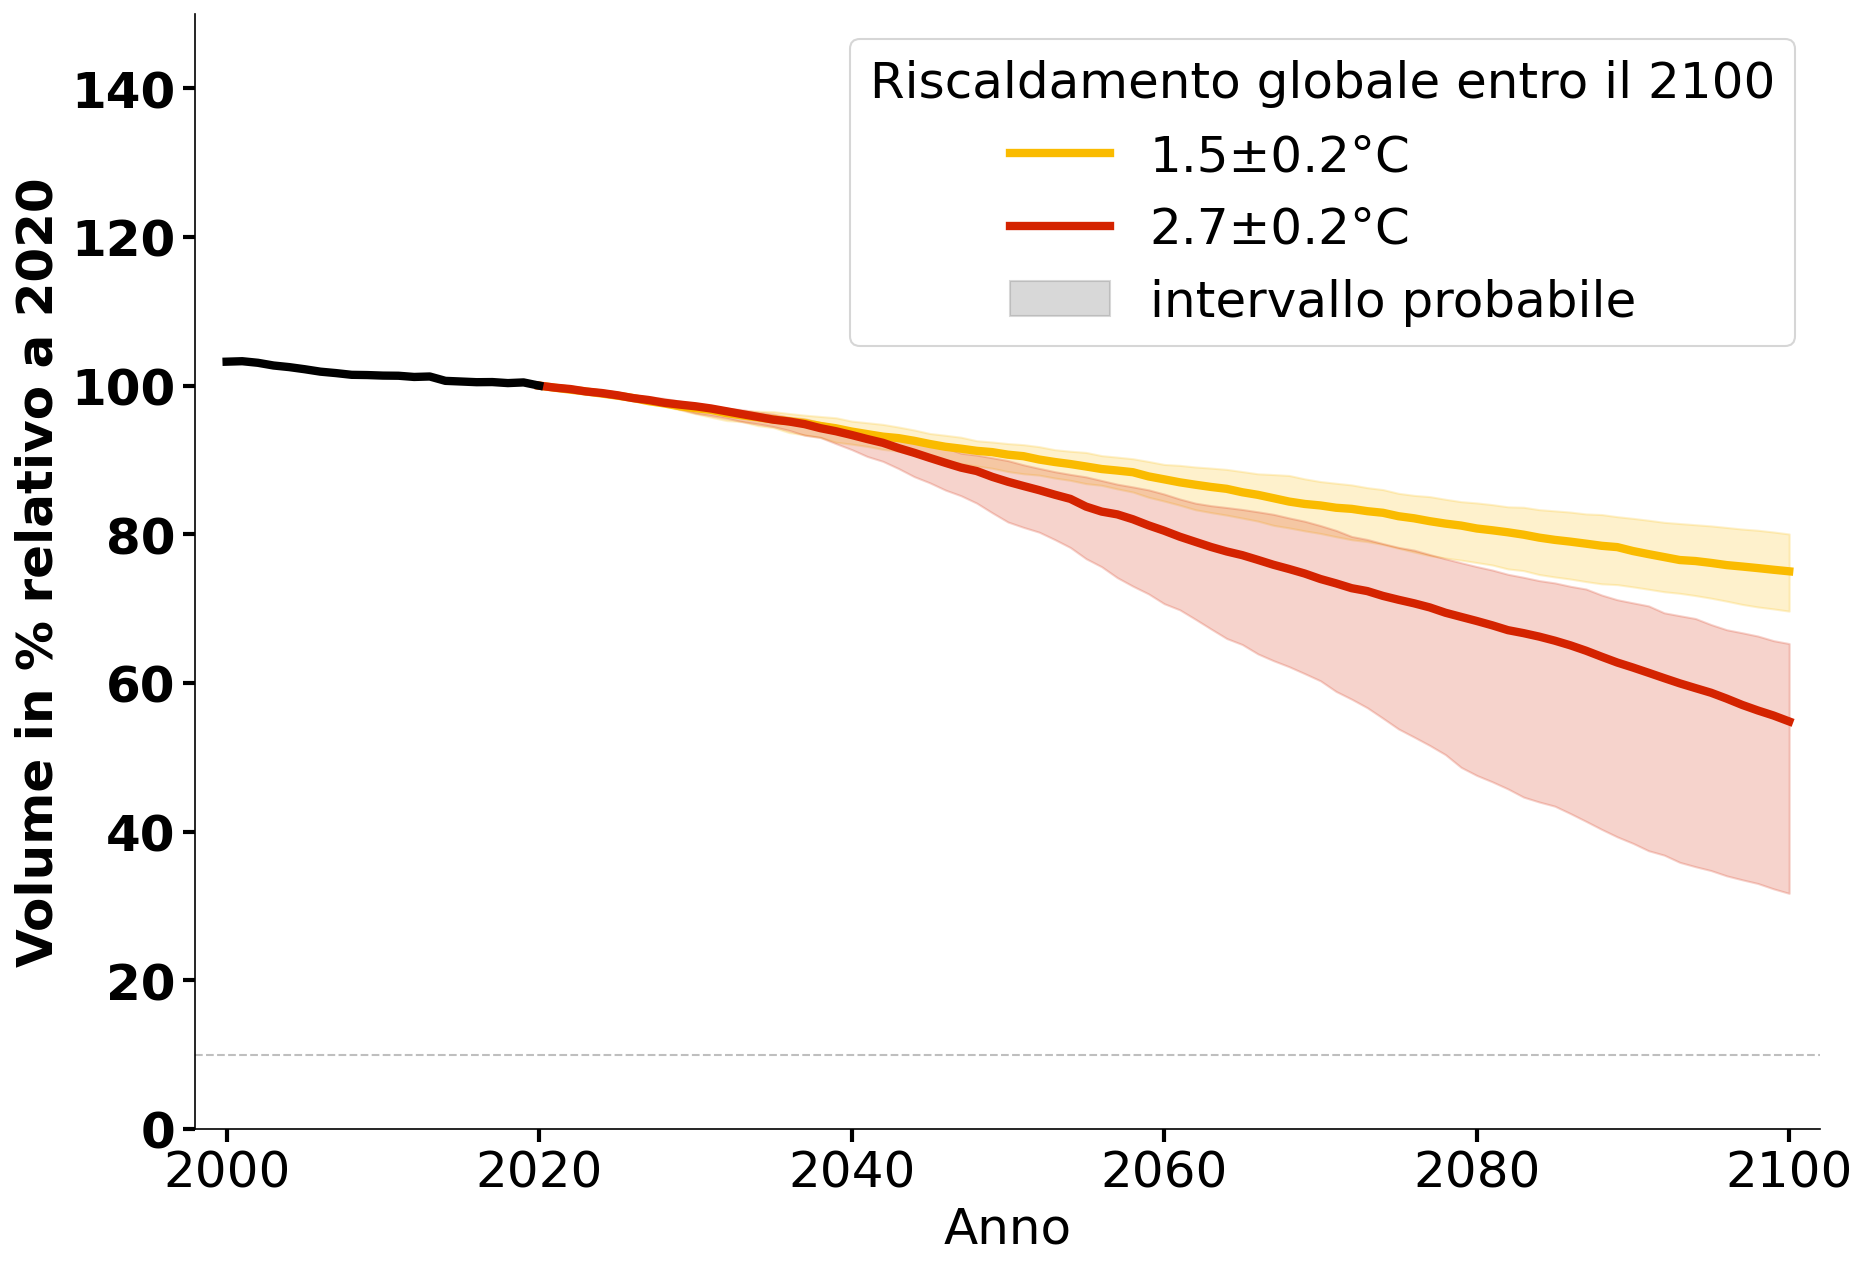 Riscaldamento globale entro il 2100
1.5±0.2°C
2.7±0.2°C
intervallo probabile
Volume in % relativo a 2020
140
120
100
80
60
40
20
0
2000 2020 2040 2060 2080 2100
Anno